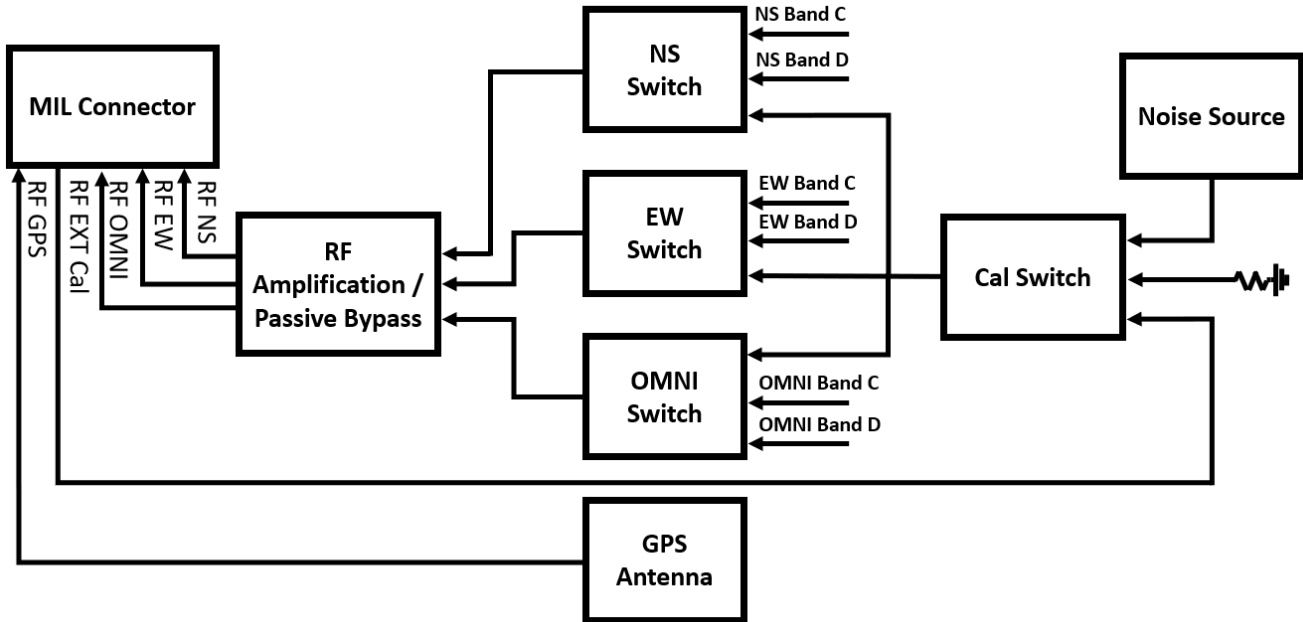 MIL Connector
RF GPS
RF EXT Cal
RF OMNI
RF EW
RF NS
RF
Amplification /
Passive Bypass
NS
Switch
NS Band C
NS Band D
EW
Switch
EW Band C
EW Band D
OMNI
Switch
OMNI Band C
OMNI Band D
GPS
Antenna
Cal Switch
Noise Source